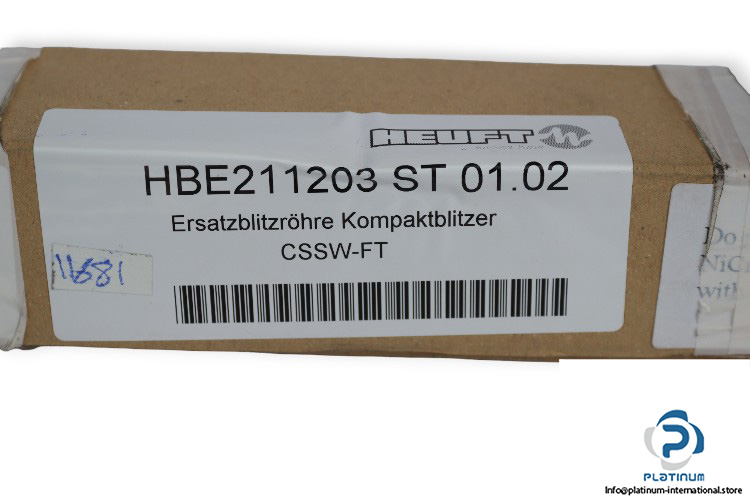 HEUFT
HBE211203 ST 01.02
Ersatzblitzröhre Kompaktblitzer
CSSW-FT
11681
Do
NiC
with
PLATINUM
Info@platinum-international.store